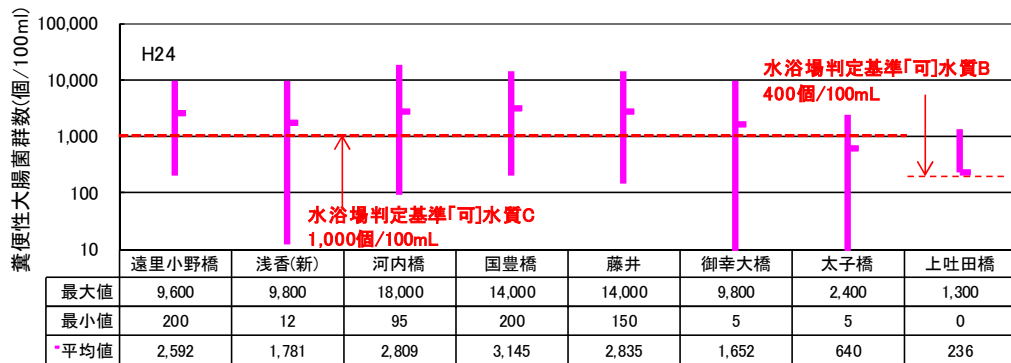 100,000
10,000
1,000
100
10
糞便性大腸菌群数(個/100ml)
H24
水浴場判定基準「可]水質B
400個/100mL
水浴場判定基準「可]水質C
1,000個/100mL
遠里小野橋 浅香(新) 河内橋 国豊橋 藤井 御幸大橋 太子橋 上吐田橋
最大値 9,600 9,800 18,000 14,000 14,000 9,800 2,400 1,300
最小値 200 12 95 200 150 5 5 0
平均値 2,592 1,781 2,809 3,145 2,835 1,652 640 236